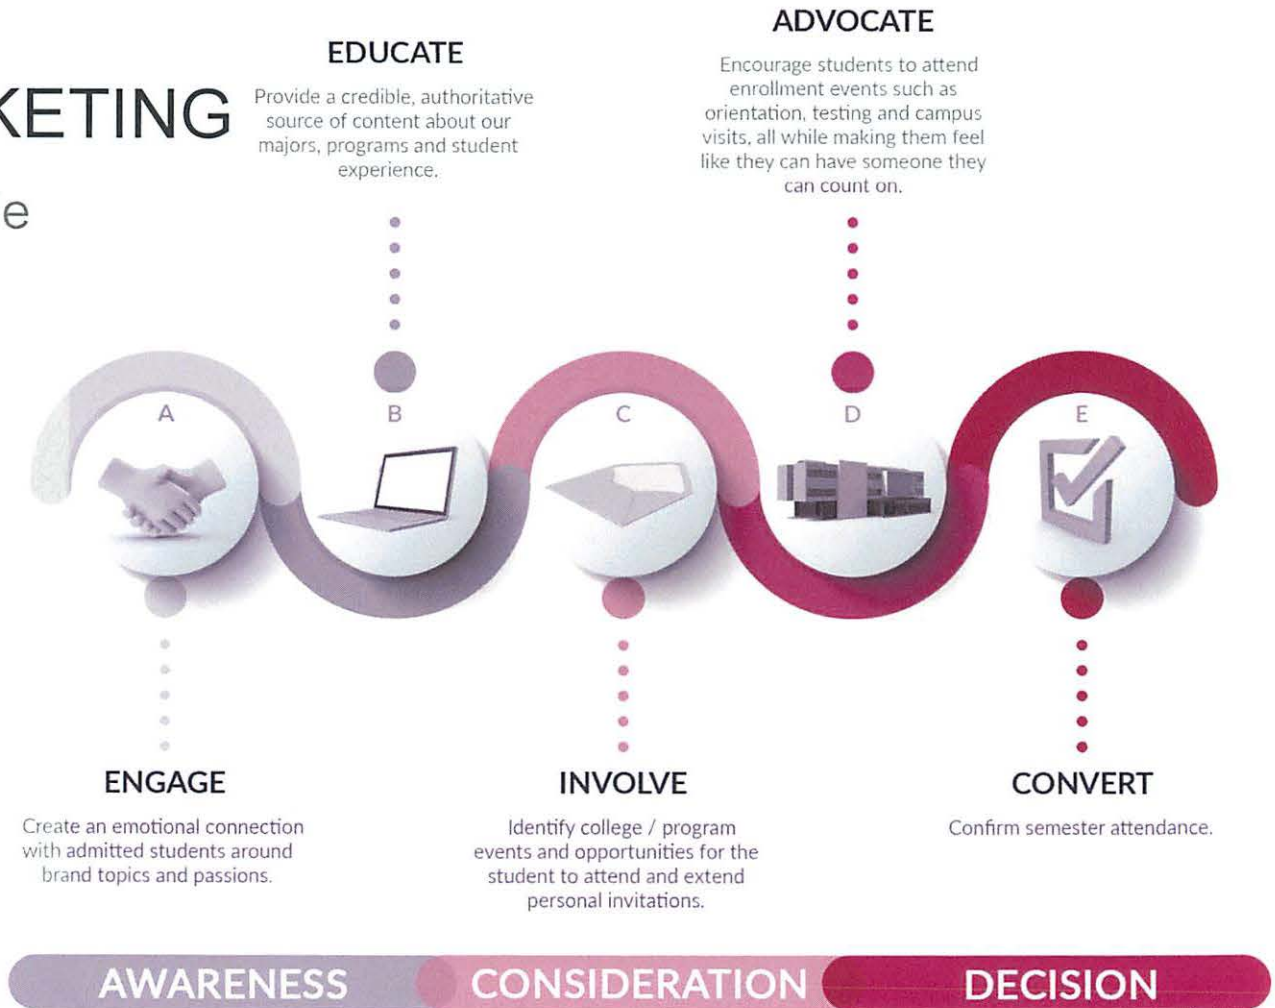 KETING
e
EDUCATE
Provide a credible, authoritative
source of content about our
majors, programs and student
experience.
ADVOCATE
Encourage students to attend
enrollment events such as
orientation, testing and campus
visits, all while making them feel
like they can have someone they
can count on.
A
B
C
D
E
ENGAGE
Create an emotional connection
with admitted students around
brand topics and passions.
INVOLVE
Identify college / program
events and opportunities for the
student to attend and extend
personal invitations.
CONVERT
Confirm semester attendance.
AWARENESS
CONSIDERATION
DECISION